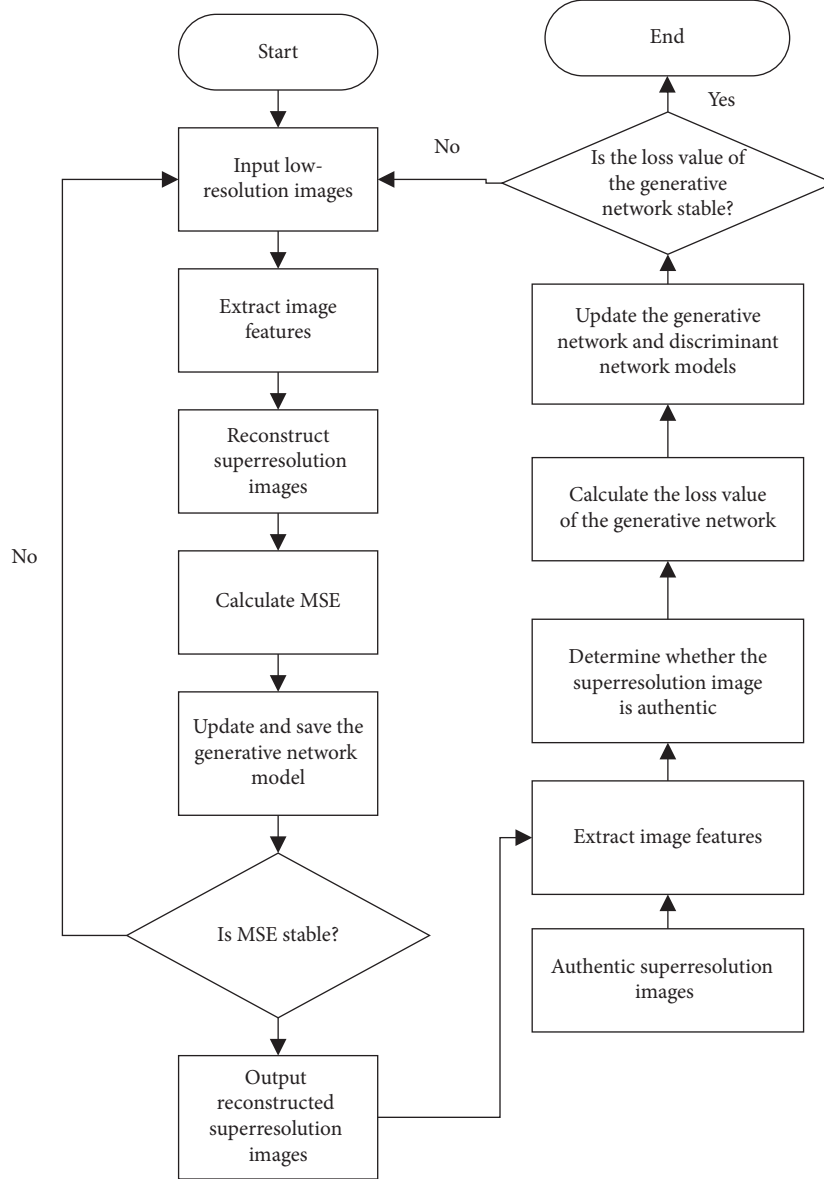 Start
Input low-
resolution images
Extract image
features
Reconstruct
superresolution
images
Calculate MSE
Update and save the
generative network
model
Is MSE stable?
No
Output
reconstructed
superresolution
images
End
Yes
No
Is the loss value of
the generative
network stable?
Update the generative
network and discriminant
network models
Calculate the loss value
of the generative network
Determine whether the
superresolution image
is authentic
Extract image features
Authentic superresolution
images